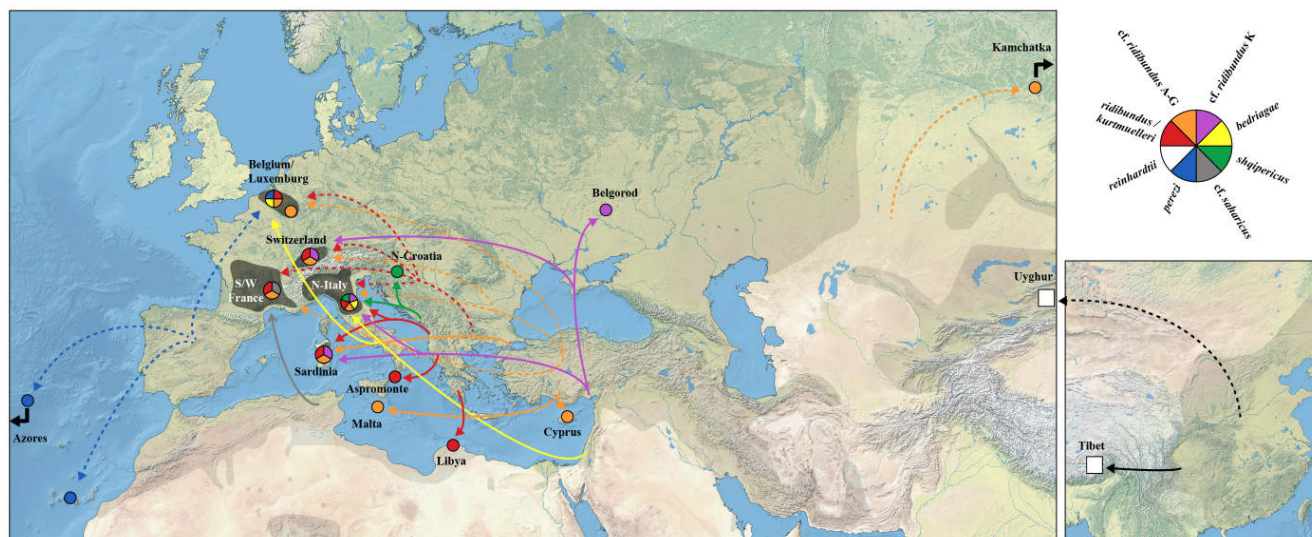 Kamchatka
Belgium/
Luxemburg
Belgorod
Switzerland
N-Croatia
S/W
France
N-Italy
Uyghur
Sardinia
Aspromonte
Malta
Cyprus
Azores
Libya
Tibet
cf. ridibundus A-G
cf. ridibundus K
ridibundus /
kurtmuelleri
bedriagae
reinhardtii
shqipericus
perezi
cf. saharicus